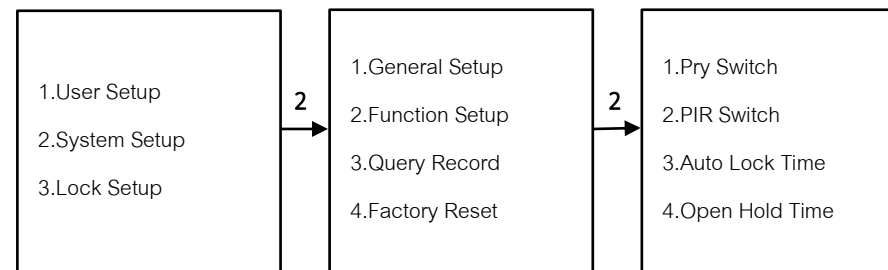 1.User Setup
2.System Setup
3.Lock Setup
2
1.General Setup
2.Function Setup
3.Query Record
4.Factory Reset
2
1.Pry Switch
2.PIR Switch
3.Auto Lock Time
4.Open Hold Time